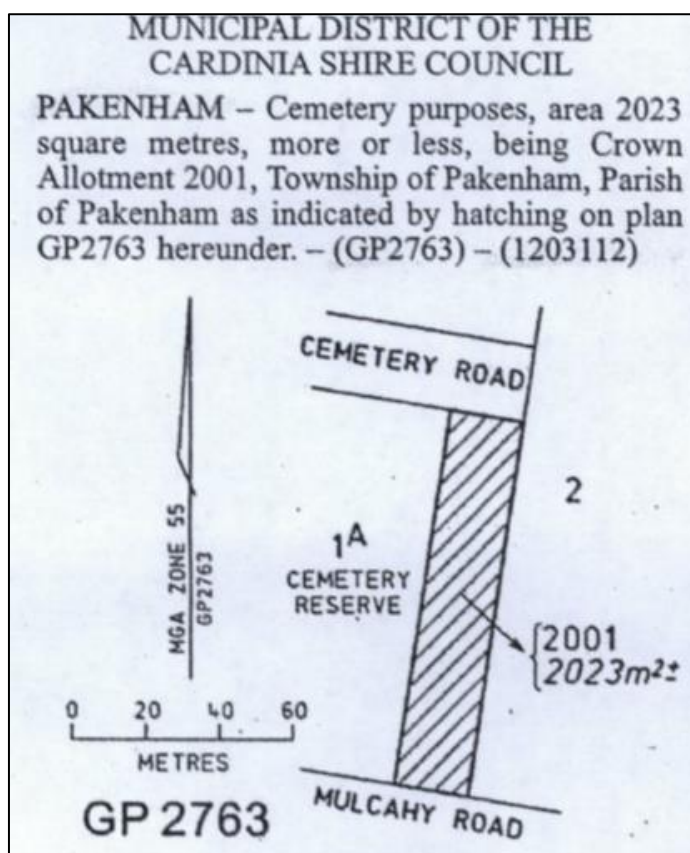 MUNICIPAL DISTRICT OF THE
CARDINIA SHIRE COUNCIL
PAKENHAM – Cemetery purposes, area 2023
square metres, more or less, being Crown
Allotment 2001, Township of Pakenham, Parish
of Pakenham as indicated by hatching on plan
GP2763 hereunder. – (GP2763) – (1203112)
CEMETERY ROAD
2
1A
CEMETERY
RESERVE
MGA ZONE 55
GP2763
2001
2023m²±
0 20 40 60
METRES
MULCAHY ROAD
GP 2763